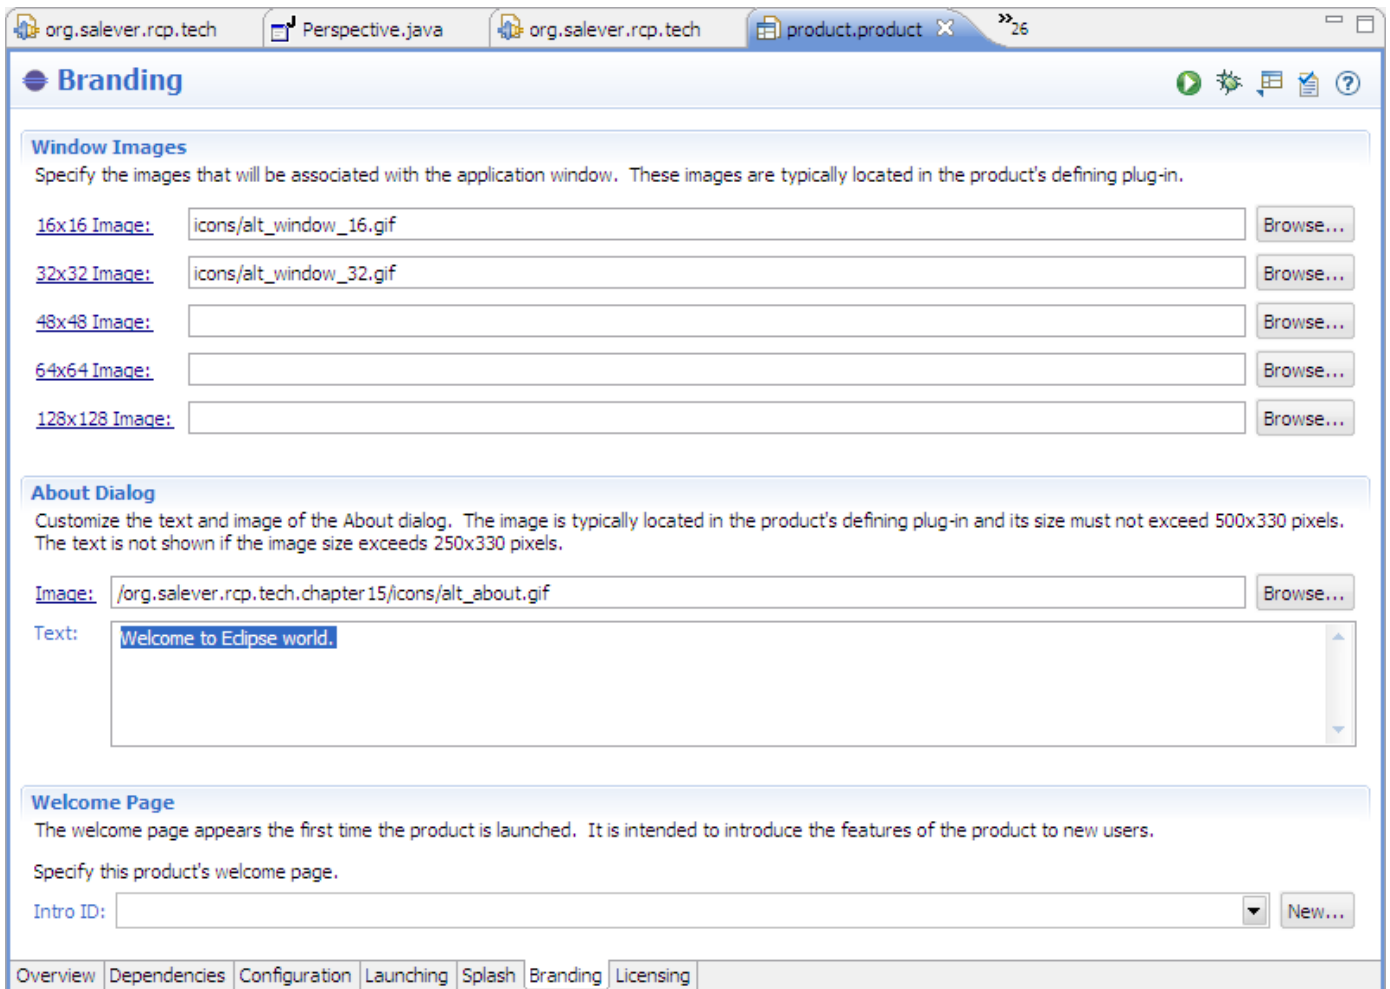 org.salever.rcp.tech Perspective.java org.salever.rcp.tech product.product »26
Branding
Window Images
Specify the images that will be associated with the application window. These images are typically located in the product's defining plug-in.
16x16 Image: icons/alt_window_16.gif Browse...
32x32 Image: icons/alt_window_32.gif Browse...
48x48 Image: Browse...
64x64 Image: Browse...
128x128 Image: Browse...
About Dialog
Customize the text and image of the About dialog. The image is typically located in the product's defining plug-in and its size must not exceed 500x330 pixels.
The text is not shown if the image size exceeds 250x330 pixels.
Image: /org.salever.rcp.tech.chapter15/icons/alt_about.gif Browse...
Text: Welcome to Eclipse world.
Welcome Page
The welcome page appears the first time the product is launched. It is intended to introduce the features of the product to new users.
Specify this product's welcome page.
Intro ID: New...
Overview Dependencies Configuration Launching Splash Branding Licensing